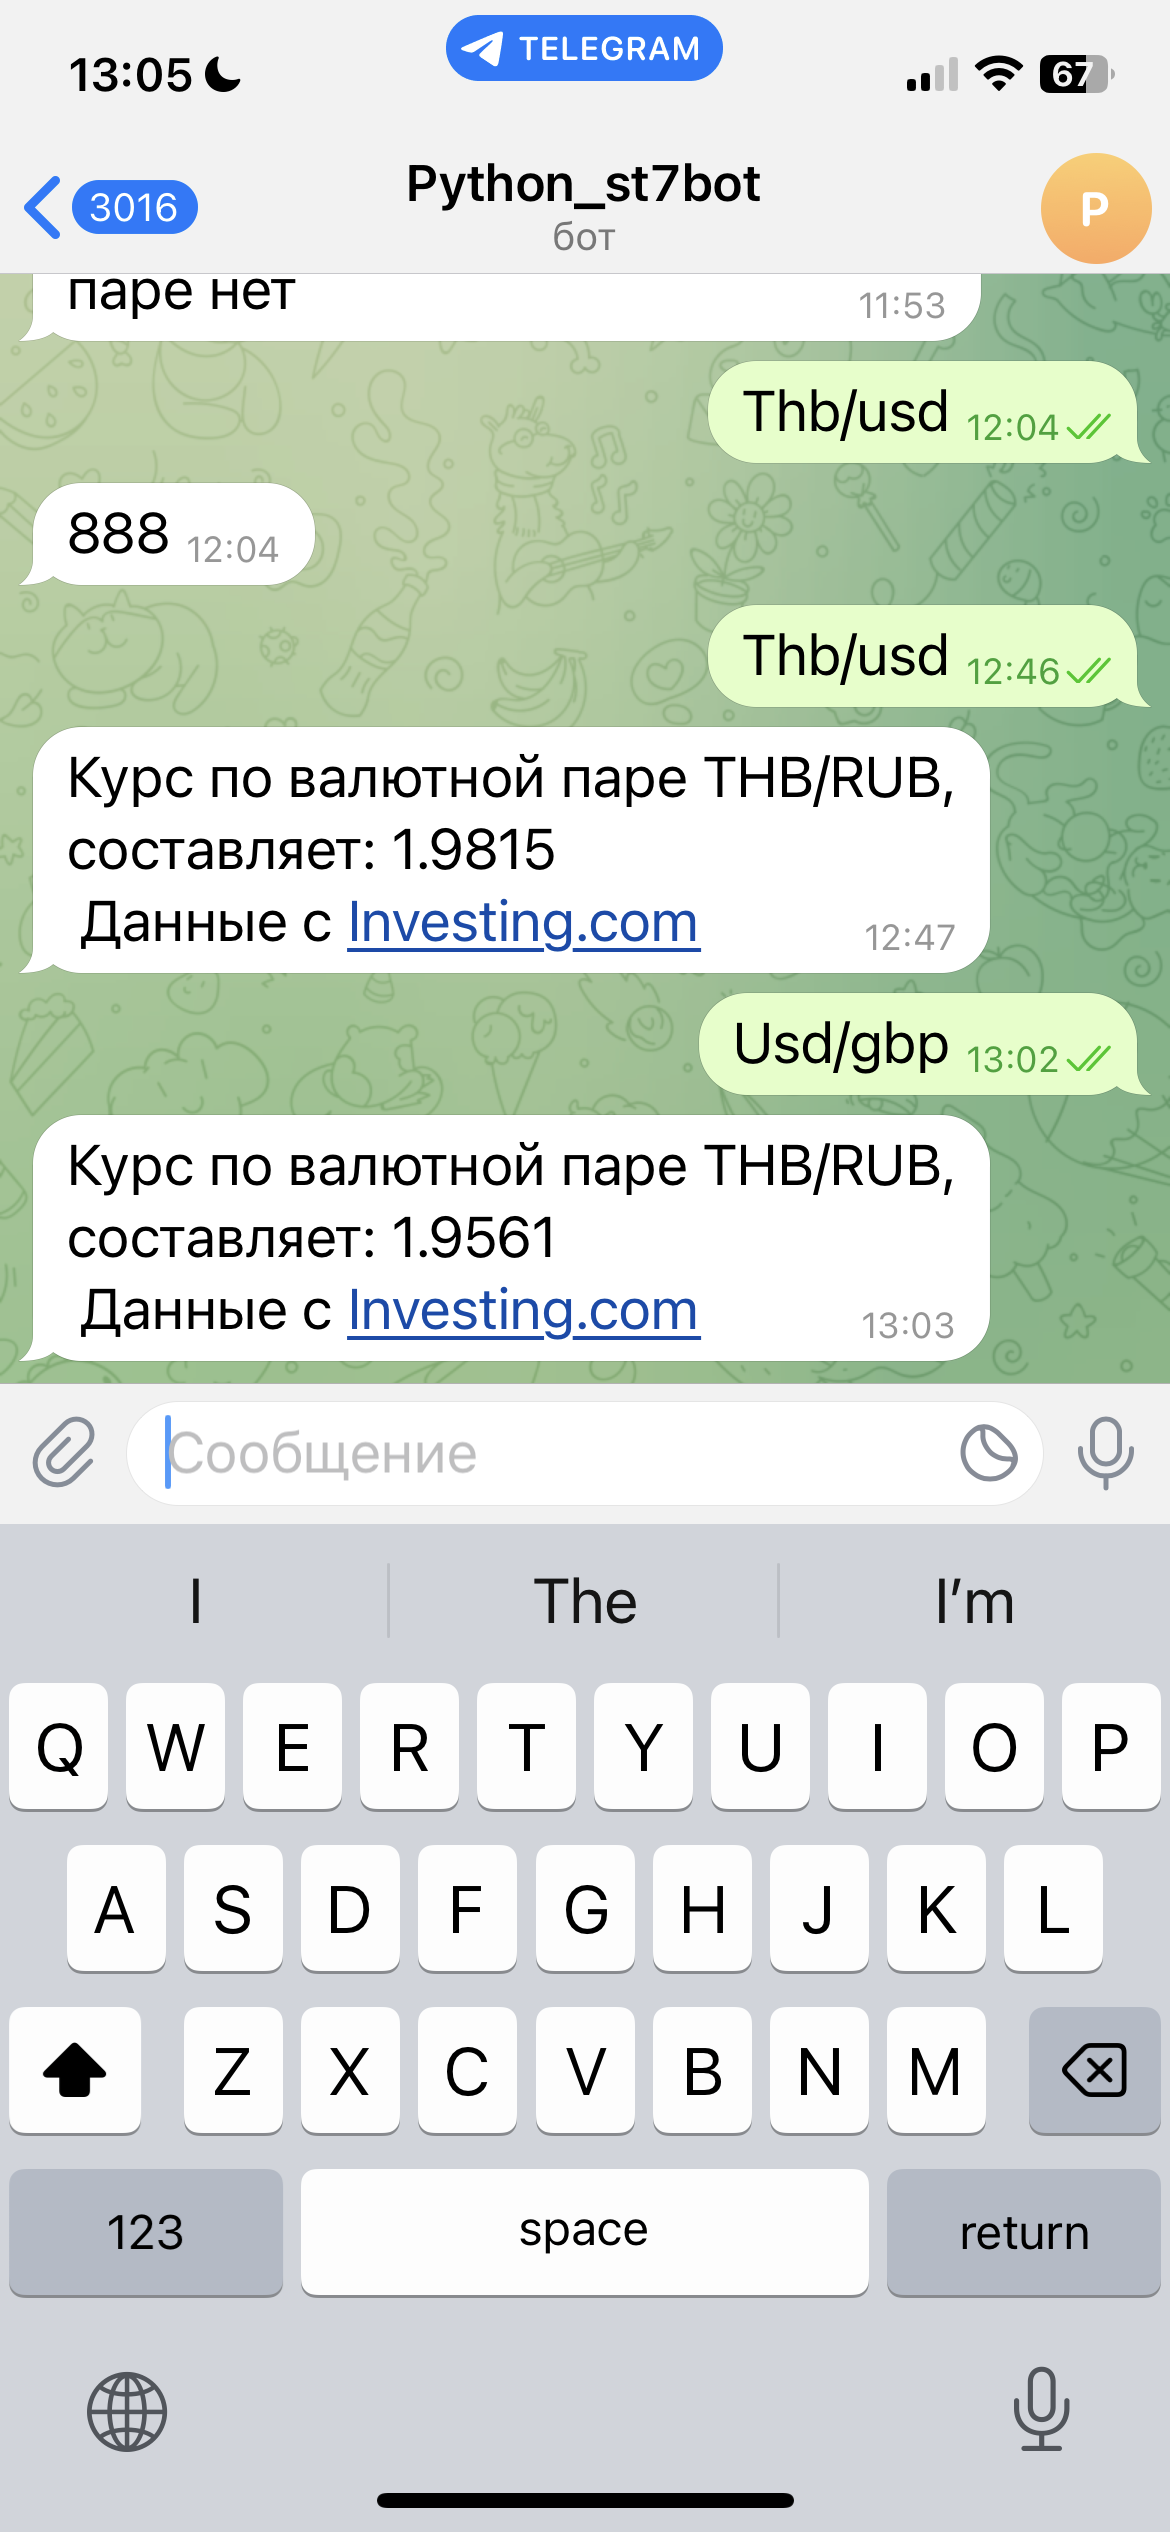 TELEGRAM
13:05
67
3016
Python_st7bot
бот
P
паре нет
11:53
Thb/usd 12:04
888 12:04
Thb/usd 12:46
Курс по валютной паре THB/RUB,
составляет: 1.9815
Данные с Investing.com
12:47
Usd/gbp 13:02
Курс по валютной паре THB/RUB,
составляет: 1.9561
Данные с Investing.com
13:03
Сообщение
I The I'm
Q W E R T Y U I O P
A S D F G H J K L
Z X C V B N M
123 space return